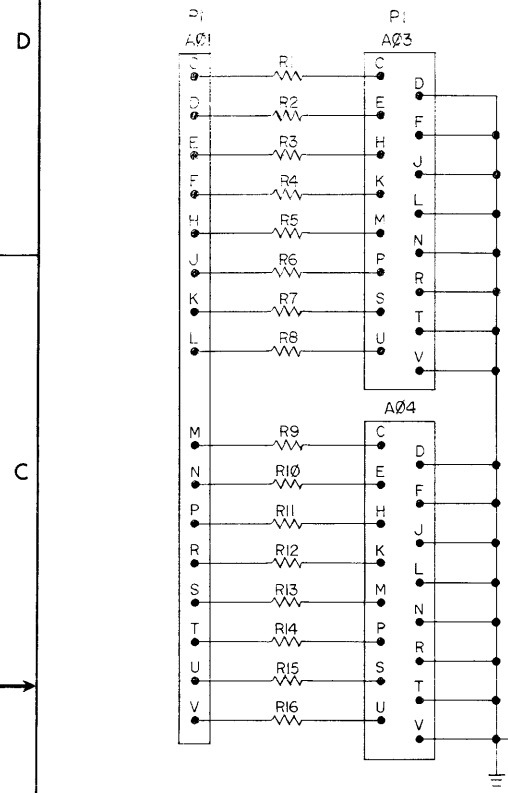 P1 P1
D AØ1 AØ3
C R1 C D
D R2 E F
E R3 H J
F R4 K L
H R5 M N
J R6 P R
K R7 S T
L R8 U V
AØ4
M R9 C D
C N R1Ø E F
P R11 H J
R R12 K L
S R13 M N
T R14 P R
U R15 S T
V R16 U V